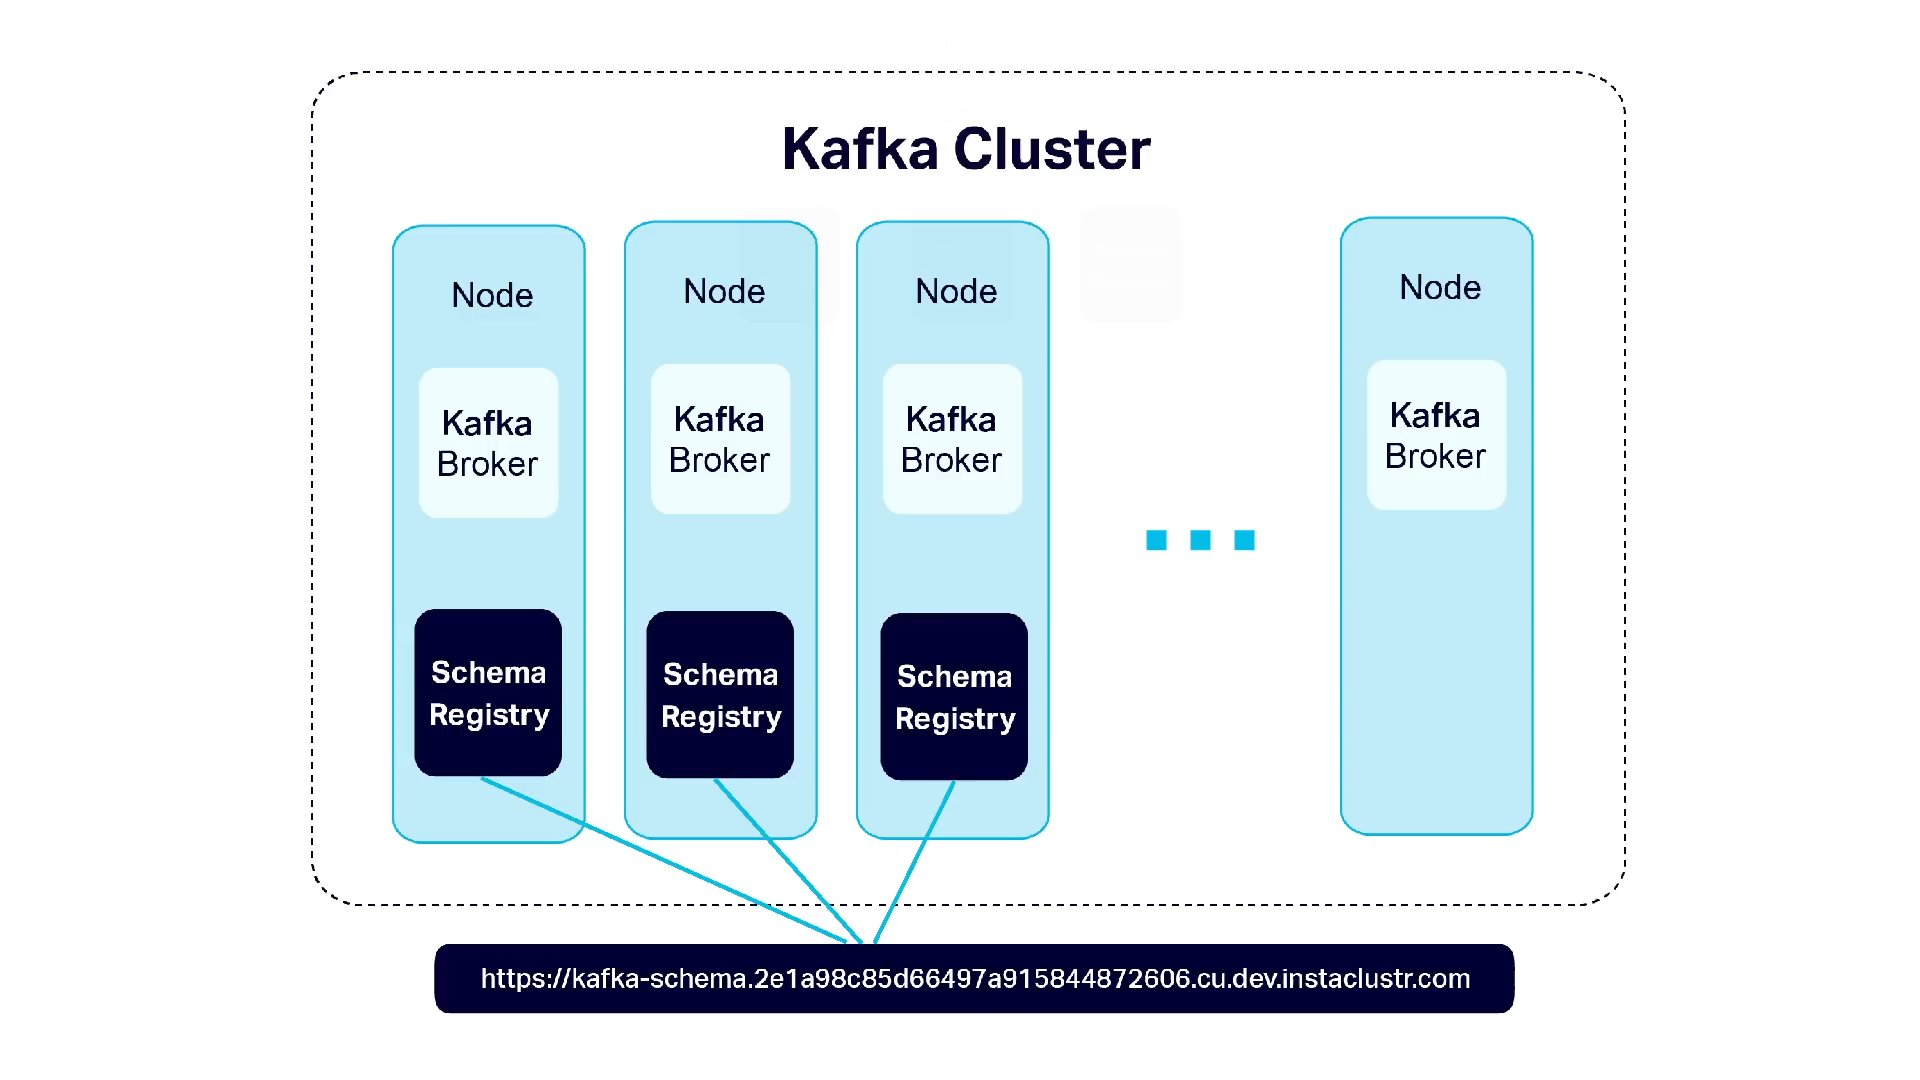 Kafka Cluster
Node
Node
Node
Node
Kafka
Broker
Kafka
Broker
Kafka
Broker
Kafka
Broker
Schema
Registry
Schema
Registry
Schema
Registry
https://kafka-schema.2e1a98c85d66497a915844872606.cu.dev.instaclustr.com